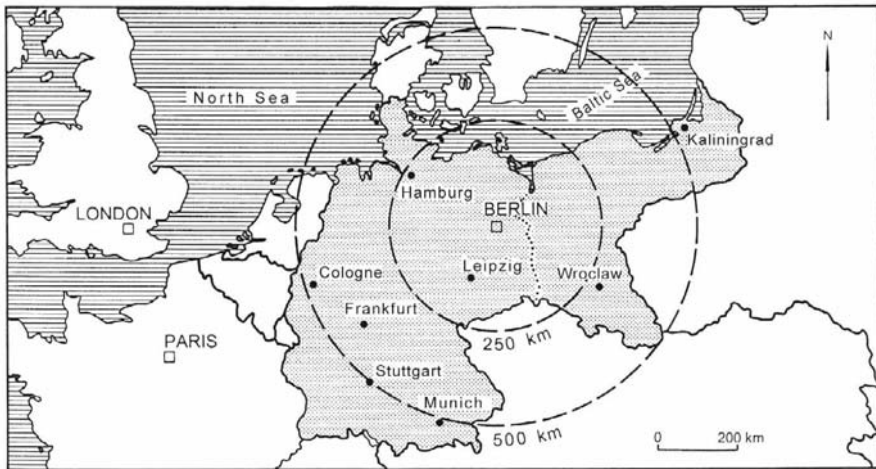 N
North Sea
Baltic Sea
Kaliningrad
Hamburg
LONDON
BERLIN
Cologne
Leipzig
Wroclaw
Frankfurt
PARIS
250 km
Stuttgart
Munich
500 km
0 200 km